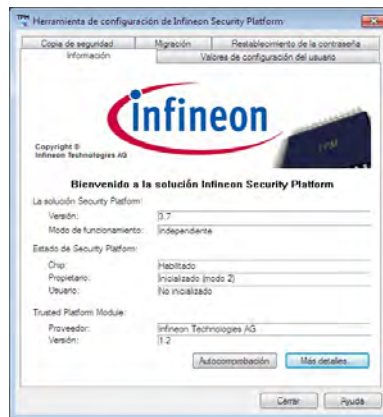 Herramienta de configuración de Infineon Security Platform
Copia de seguridad Migración Restablecimiento de la contraseña
Información Valores de configuración del usuario
infineon
TPM
Copyright ©
Infineon Technologies AG
Bienvenido a la solución Infineon Security Platform
La solución Security Platform:
Versión: 3.7
Modo de funcionamiento: Independiente
Estado de Security Platform:
Chip: Habilitado
Propietario: Inicializado (modo 2)
Usuario: No inicializado
Trusted Platform Module:
Proveedor: Infineon Technologies AG
Versión: 1.2
Autocomprobación Más detalles...
Cerrar Ayuda